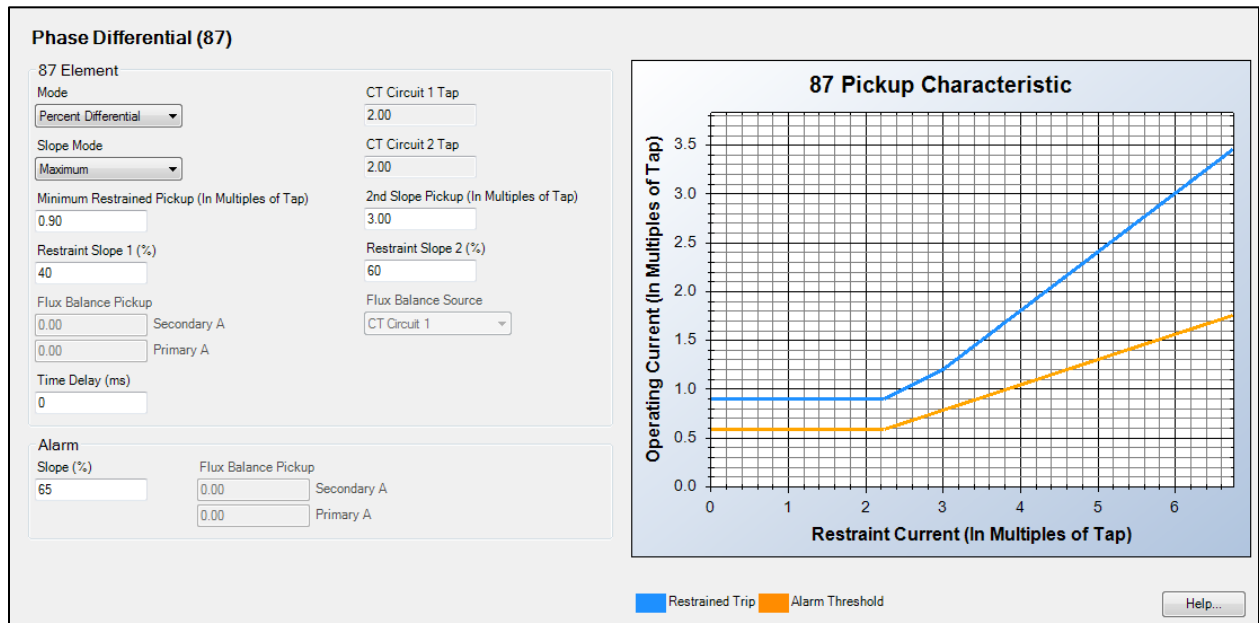 Phase Differential (87)
87 Element
Mode
Percent Differential
CT Circuit 1 Tap
2.00
Slope Mode
Maximum
CT Circuit 2 Tap
2.00
Minimum Restrained Pickup (In Multiples of Tap)
0.90
2nd Slope Pickup (In Multiples of Tap)
3.00
Restraint Slope 1 (%)
40
Restraint Slope 2 (%)
60
Flux Balance Pickup
0.00 Secondary A
0.00 Primary A
Flux Balance Source
CT Circuit 1
Time Delay (ms)
0
Alarm
Slope (%)
65
Flux Balance Pickup
0.00 Secondary A
0.00 Primary A
87 Pickup Characteristic
Operating Current (In Multiples of Tap)
3.5
3.0
2.5
2.0
1.5
1.0
0.5
0.0
0 1 2 3 4 5 6
Restraint Current (In Multiples of Tap)
Restrained Trip Alarm Threshold
Help...